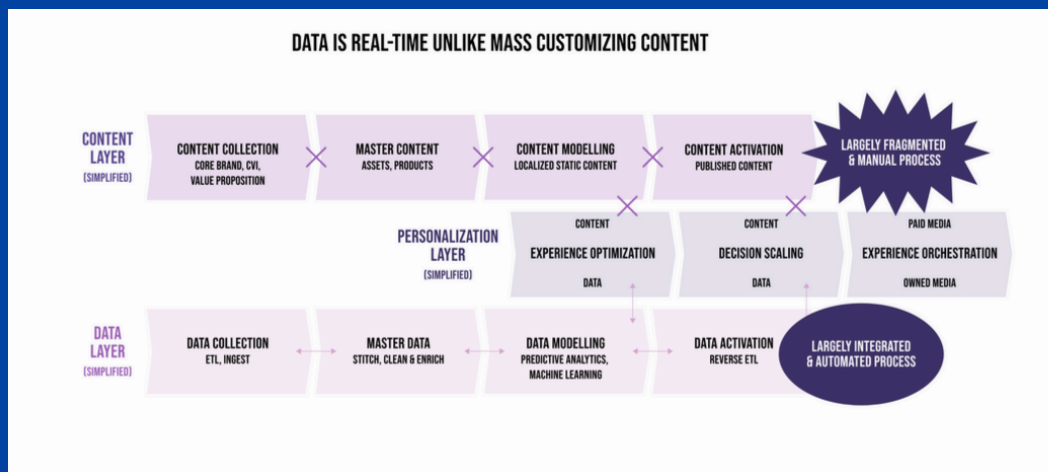 DATA IS REAL-TIME UNLIKE MASS CUSTOMIZING CONTENT
CONTENT
LAYER
(SIMPLIFIED)
CONTENT COLLECTION
CORE BRAND, CVI,
VALUE PROPOSITION
MASTER CONTENT
ASSETS, PRODUCTS
CONTENT MODELLING
LOCALIZED STATIC CONTENT
CONTENT ACTIVATION
PUBLISHED CONTENT
LARGELY FRAGMENTED
& MANUAL PROCESS
PERSONALIZATION
LAYER
(SIMPLIFIED)
CONTENT
EXPERIENCE OPTIMIZATION
DATA
CONTENT
DECISION SCALING
DATA
PAID MEDIA
EXPERIENCE ORCHESTRATION
OWNED MEDIA
DATA
LAYER
(SIMPLIFIED)
DATA COLLECTION
ETL, INGEST
MASTER DATA
STITCH, CLEAN & ENRICH
DATA MODELLING
PREDICTIVE ANALYTICS,
MACHINE LEARNING
DATA ACTIVATION
REVERSE ETL
LARGELY INTEGRATED
& AUTOMATED PROCESS